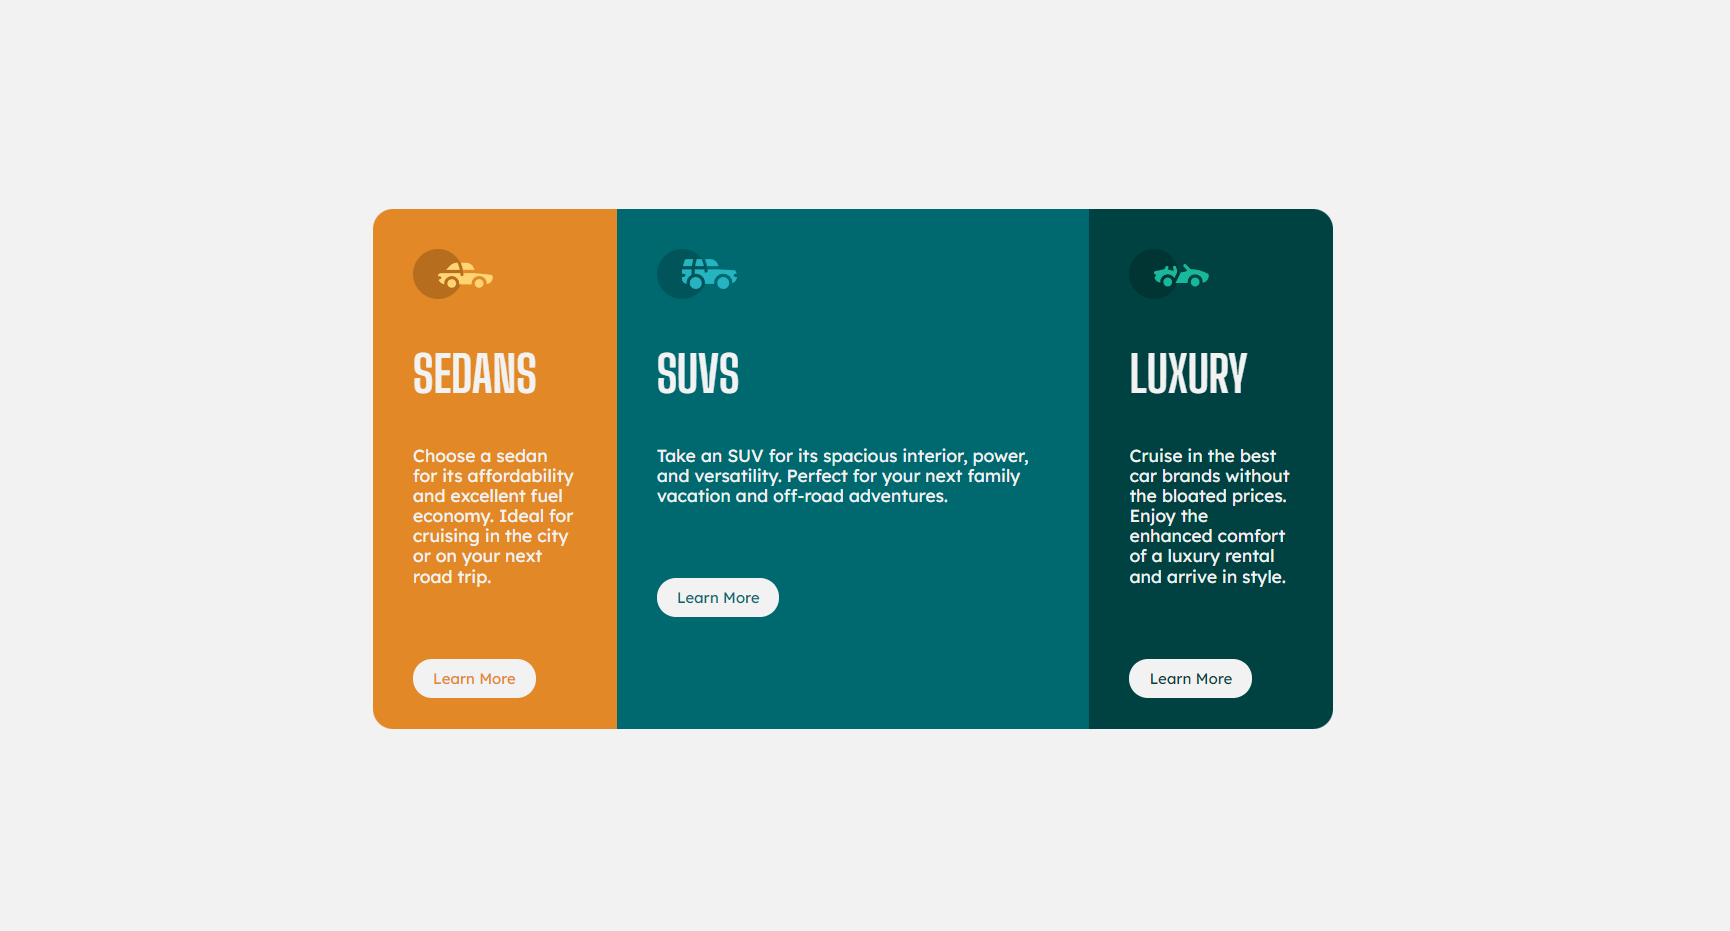 SEDANS
Choose a sedan
for its affordability
and excellent fuel
economy. Ideal for
cruising in the city
or on your next
road trip.
Learn More
SUVS
Take an SUV for its spacious interior, power,
and versatility. Perfect for your next family
vacation and off-road adventures.
Learn More
LUXURY
Cruise in the best
car brands without
the bloated prices.
Enjoy the
enhanced comfort
of a luxury rental
and arrive in style.
Learn More